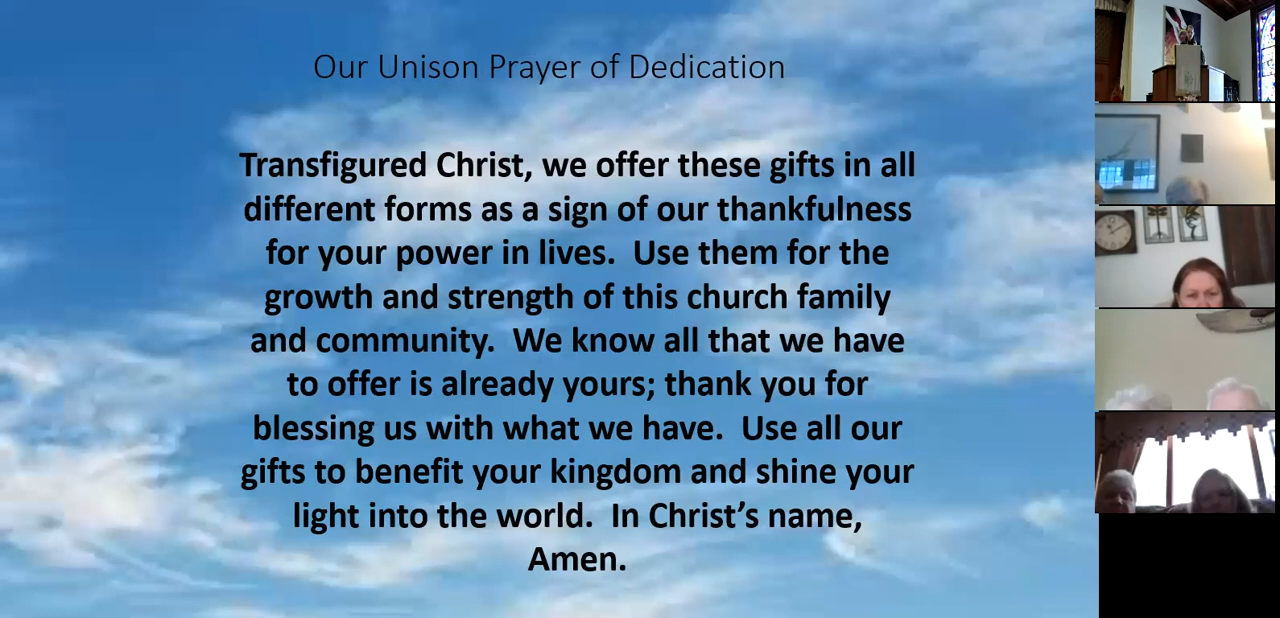 Our Unison Prayer of Dedication
Transfigured Christ, we offer these gifts in all
different forms as a sign of our thankfulness
for your power in lives.  Use them for the
growth and strength of this church family
and community.  We know all that we have
to offer is already yours; thank you for
blessing us with what we have.  Use all our
gifts to benefit your kingdom and shine your
light into the world.  In Christ’s name,
Amen.